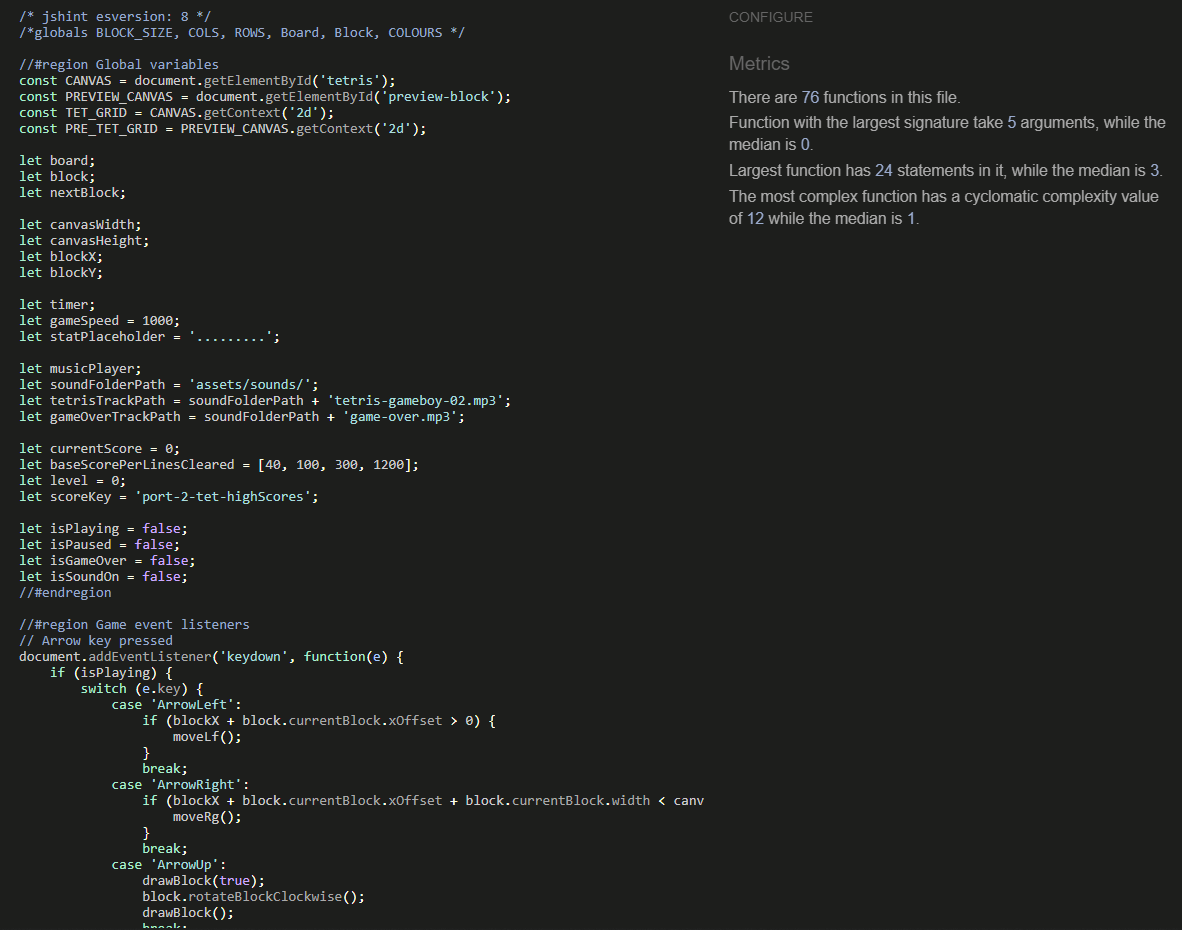 /* jshint esversion: 8 */
/*globals BLOCK_SIZE, COLS, ROWS, Board, Block, COLOURS */
//#region Global variables
const CANVAS = document.getElementById('tetris');
const PREVIEW_CANVAS = document.getElementById('preview-block');
const TET_GRID = CANVAS.getContext('2d');
const PRE_TET_GRID = PREVIEW_CANVAS.getContext('2d');
let board;
let block;
let nextBlock;
let canvasWidth;
let canvasHeight;
let blockX;
let blockY;
let timer;
let gameSpeed = 1000;
let statPlaceholder = '.........';
let musicPlayer;
let soundFolderPath = 'assets/sounds/';
let tetrisTrackPath = soundFolderPath + 'tetris-gameboy-02.mp3';
let gameOverTrackPath = soundFolderPath + 'game-over.mp3';
let currentScore = 0;
let baseScorePerLinesCleared = [40, 100, 300, 1200];
let level = 0;
let scoreKey = 'port-2-tet-highScores';
let isPlaying = false;
let isPaused = false;
let isGameOver = false;
let isSoundOn = false;
//#endregion
//#region Game event listeners
// Arrow key pressed
document.addEventListener('keydown', function(e) {
if (isPlaying) {
switch (e.key) {
case 'ArrowLeft':
if (blockX + block.currentBlock.xOffset > 0) {
moveLf();
}
break;
case 'ArrowRight':
if (blockX + block.currentBlock.xOffset + block.currentBlock.width < canv
moveRg();
}
break;
case 'ArrowUp':
drawBlock(true);
block.rotateBlockClockwise();
drawBlock();
break;
CONFIGURE
Metrics
There are 76 functions in this file.
Function with the largest signature take 5 arguments, while the
median is 0.
Largest function has 24 statements in it, while the median is 3.
The most complex function has a cyclomatic complexity value
of 12 while the median is 1.